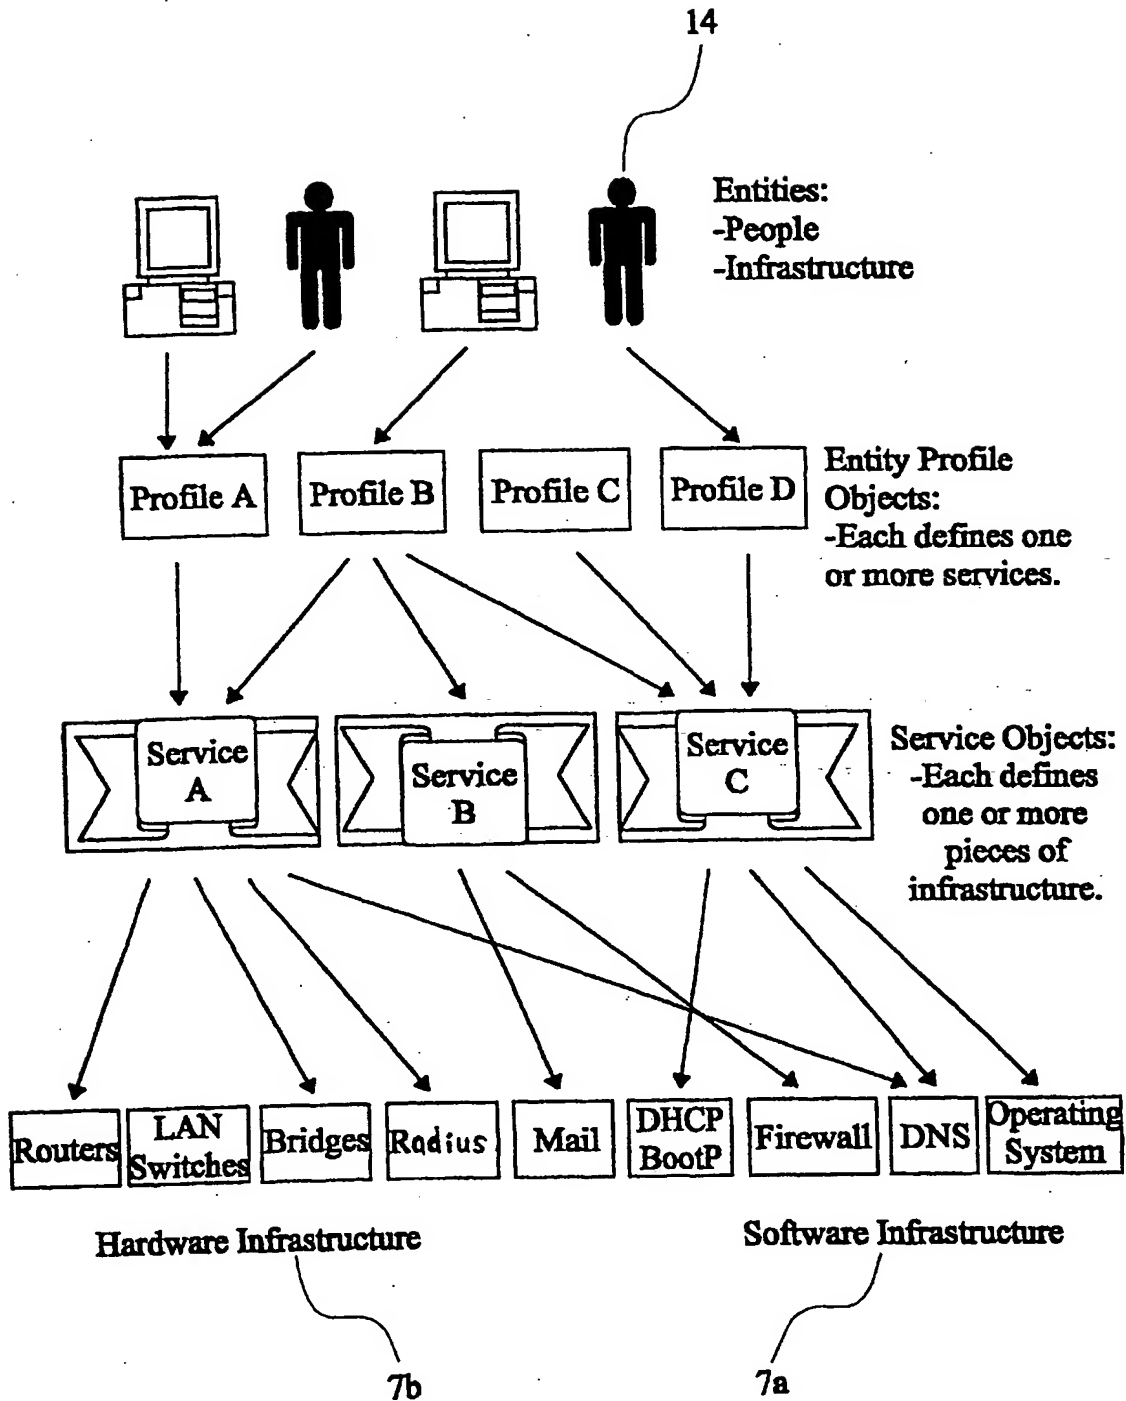 14
Entities:
-People
-Infrastructure
Profile A
Profile B
Profile C
Profile D
Entity Profile
Objects:
-Each defines one
or more services.
Service
A
Service
B
Service
C
Service Objects:
-Each defines
one or more
pieces of
infrastructure.
Routers
LAN
Switches
Bridges
Radius
Mail
DHCP
BootP
Firewall
DNS
Operating
System
Hardware Infrastructure
Software Infrastructure
7b
7a